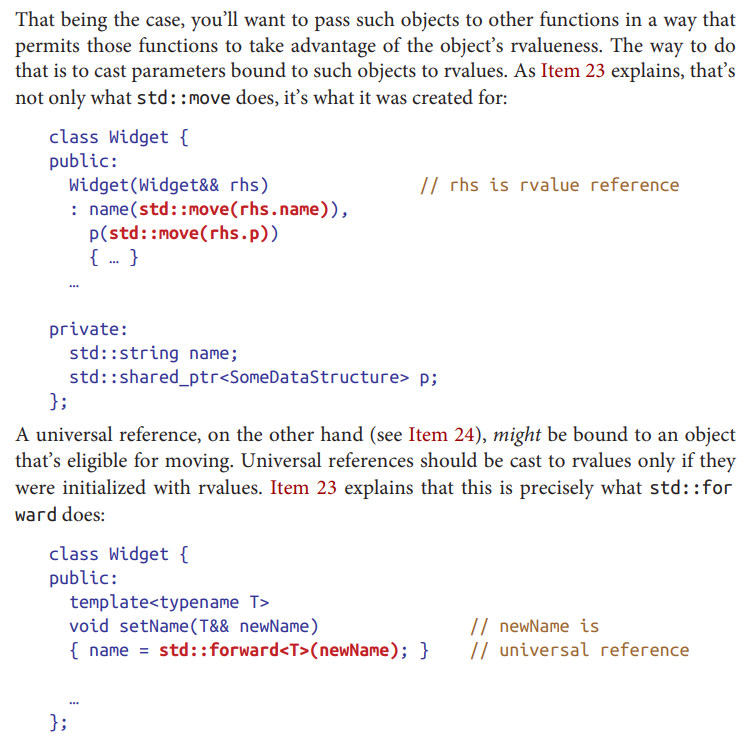 That being the case, you’ll want to pass such objects to other functions in a way that
permits those functions to take advantage of the object’s rvalueness. The way to do
that is to cast parameters bound to such objects to rvalues. As Item 23 explains, that’s
not only what std::move does, it’s what it was created for:
class Widget {
public:
Widget(Widget&& rhs) // rhs is rvalue reference
: name(std::move(rhs.name)),
p(std::move(rhs.p))
{ … }
…
private:
std::string name;
std::shared_ptr<SomeDataStructure> p;
};
A universal reference, on the other hand (see Item 24), might be bound to an object
that’s eligible for moving. Universal references should be cast to rvalues only if they
were initialized with rvalues. Item 23 explains that this is precisely what std::for
ward does:
class Widget {
public:
template<typename T>
void setName(T&& newName) // newName is
{ name = std::forward<T>(newName); } // universal reference
…
};